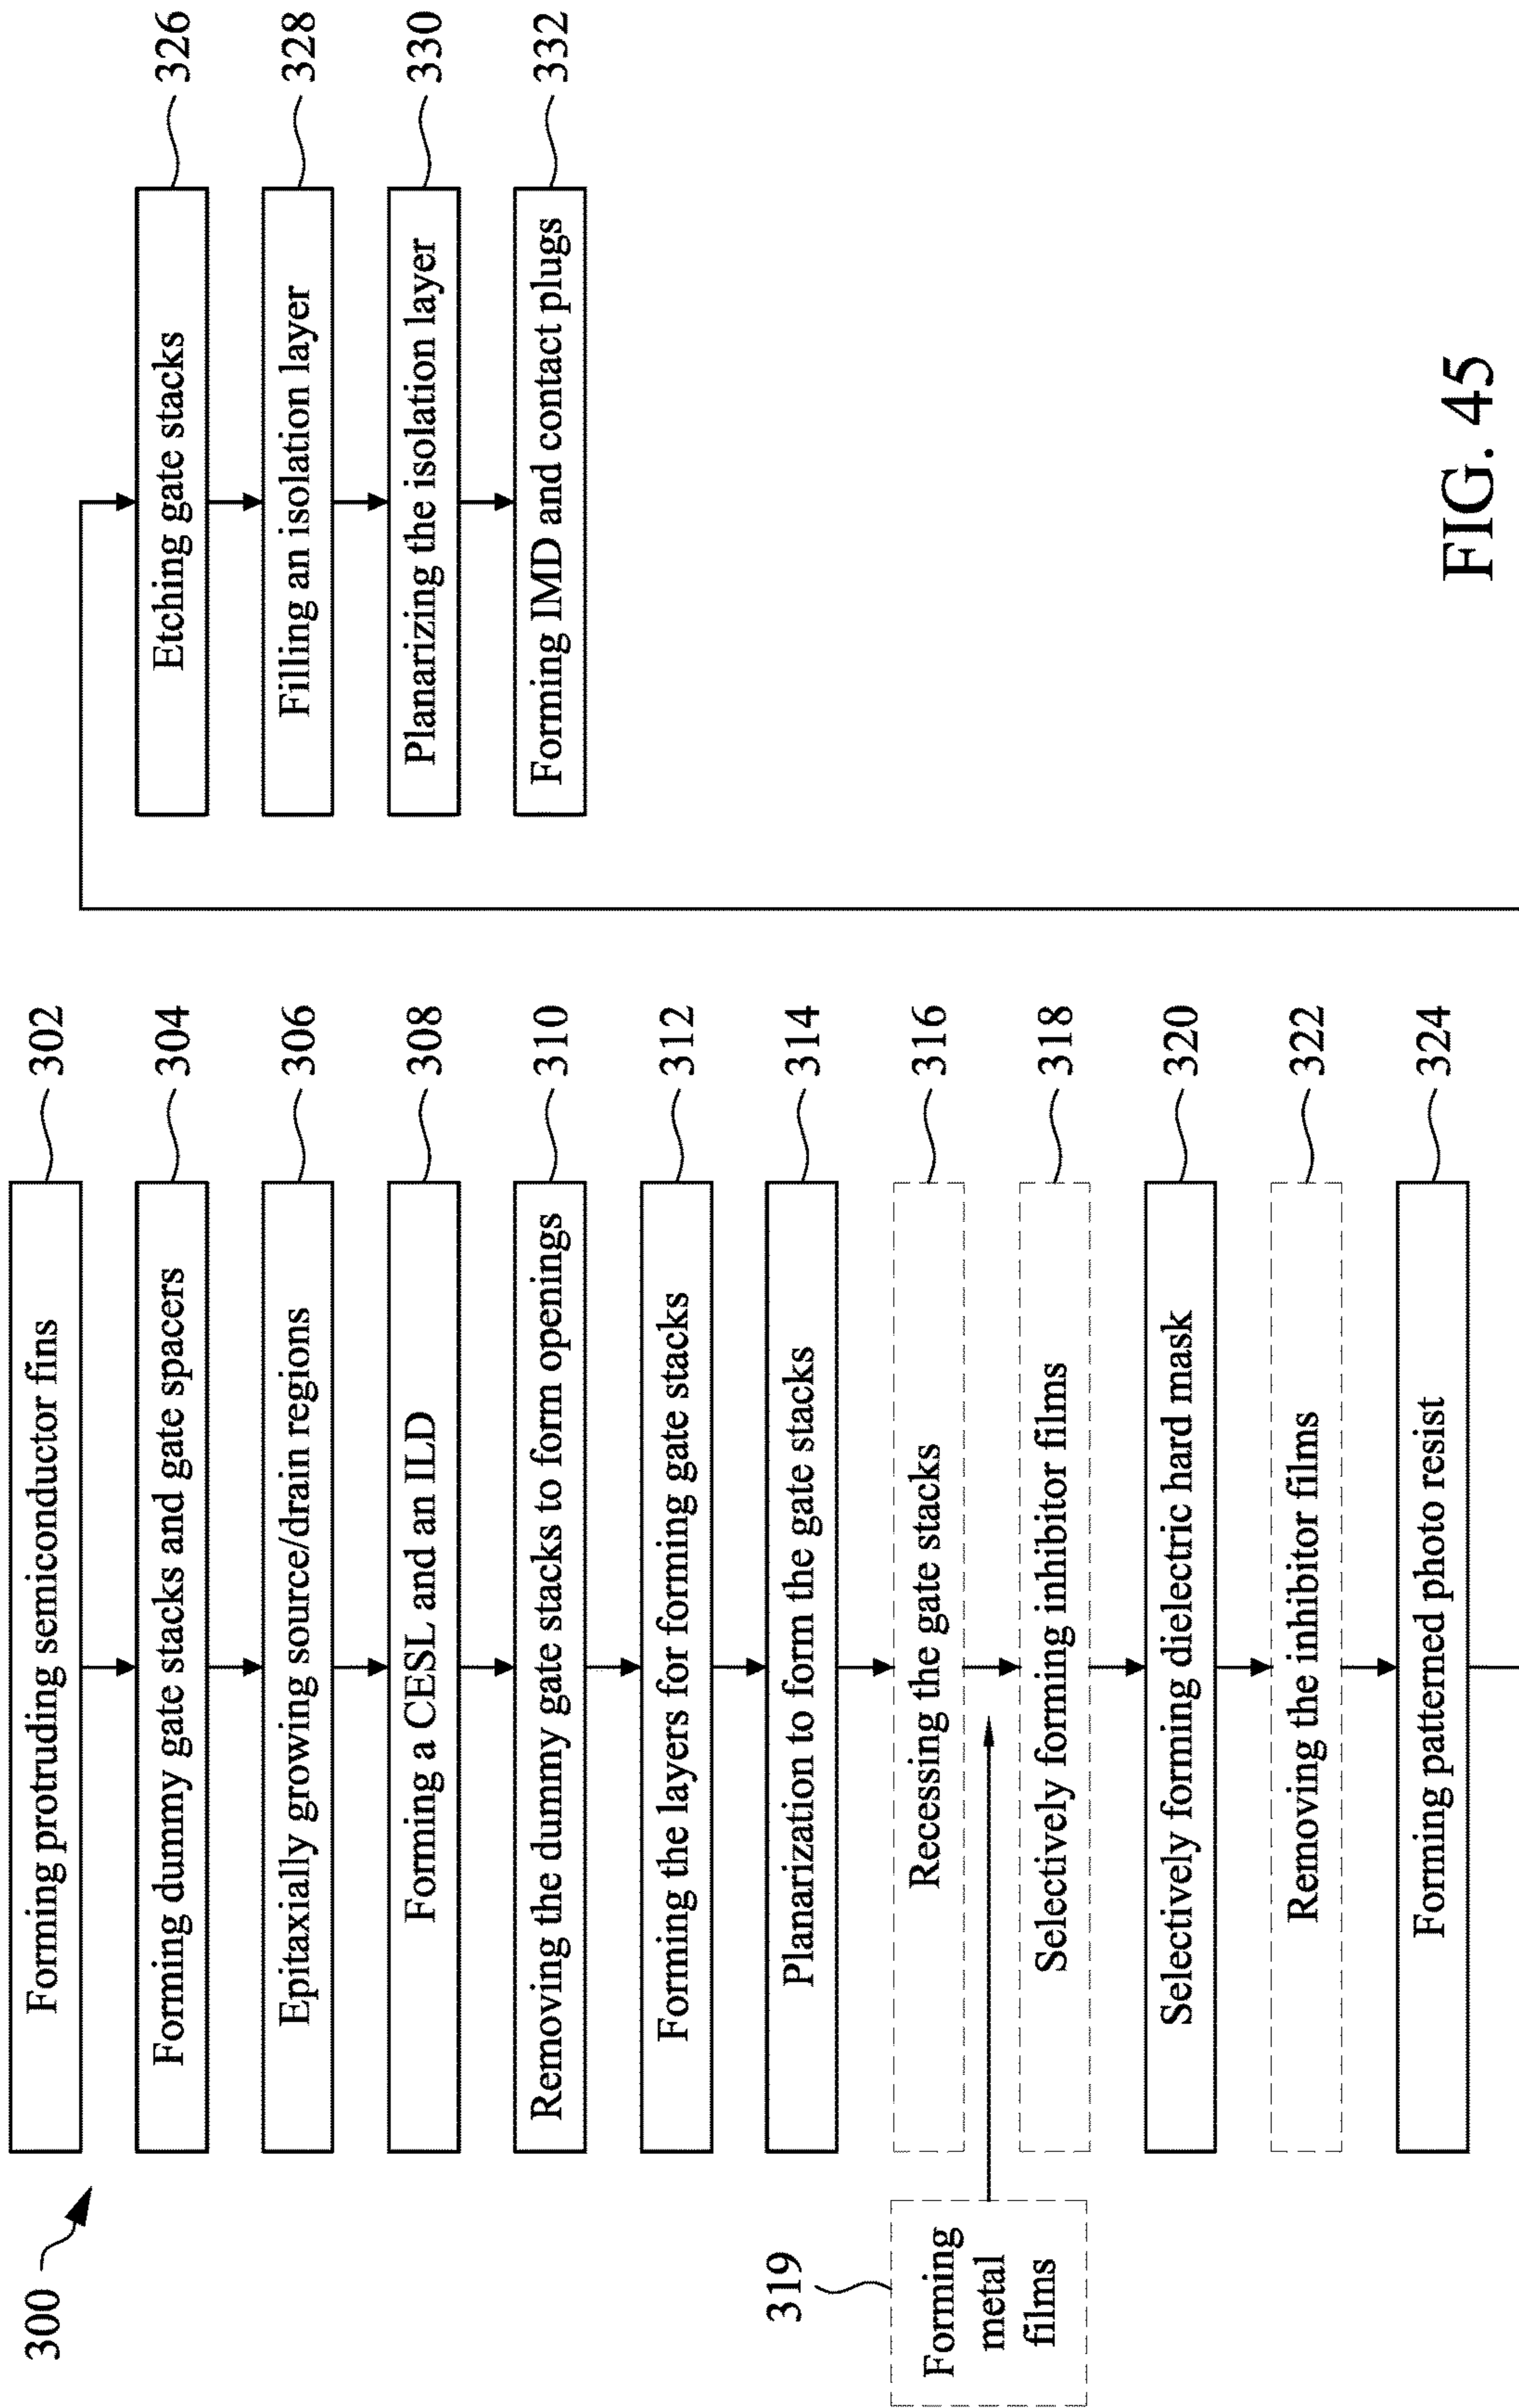 300
Forming protruding semiconductor fins
302
Forming dummy gate stacks and gate spacers
304
Epitaxially growing source/drain regions
306
Forming a CESL and an ILD
308
Removing the dummy gate stacks to form openings
310
Forming the layers for forming gate stacks
312
Planarization to form the gate stacks
314
Recessing the gate stacks
316
319
Forming
metal
films
Selectively forming inhibitor films
318
Selectively forming dielectric hard mask
320
Removing the inhibitor films
322
Forming patterned photo resist
324
Etching gate stacks
326
Filling an isolation layer
328
Planarizing the isolation layer
330
Forming IMD and contact plugs
332
FIG. 45